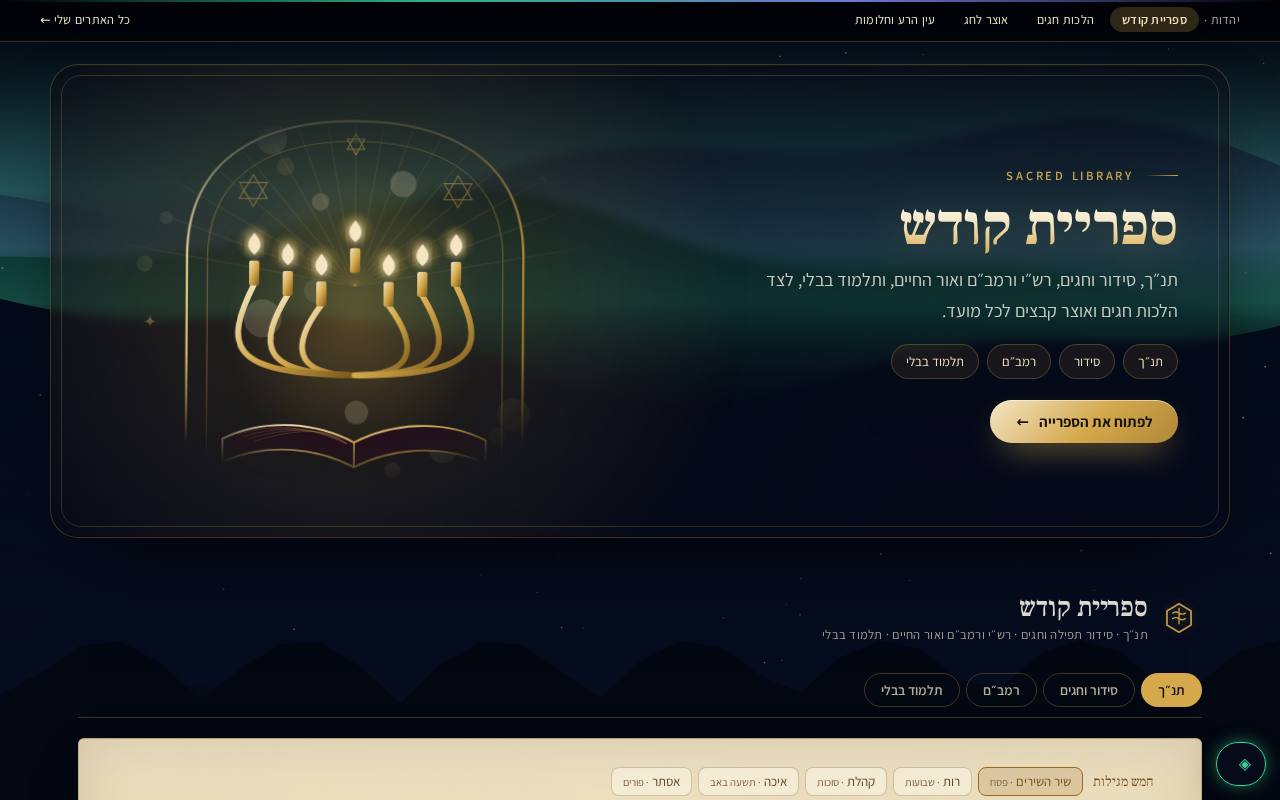 יהדות · ספריית קודש הלכות חגים אוצר לחג עין הרע וחלומות כל האתרים שלי ←
SACRED LIBRARY
ספריית קודש
תנ״ך, סידור וחגים, רש״י ורמב״ם ואור החיים, ותלמוד בבלי, לצד
הלכות חגים ואוצר קבצים לכל מועד.
תנ״ך סידור רמב״ם תלמוד בבלי
לפתוח את הספרייה ←
ספריית קודש
תנ״ך · סידור תפילה וחגים · רש״י ורמב״ם ואור החיים · תלמוד בבלי
תנ״ך סידור וחגים רמב״ם תלמוד בבלי
חמש מגילות שיר השירים · פסח רות · שבועות קהלת · סוכות איכה · תשעה באב אסתר · פורים